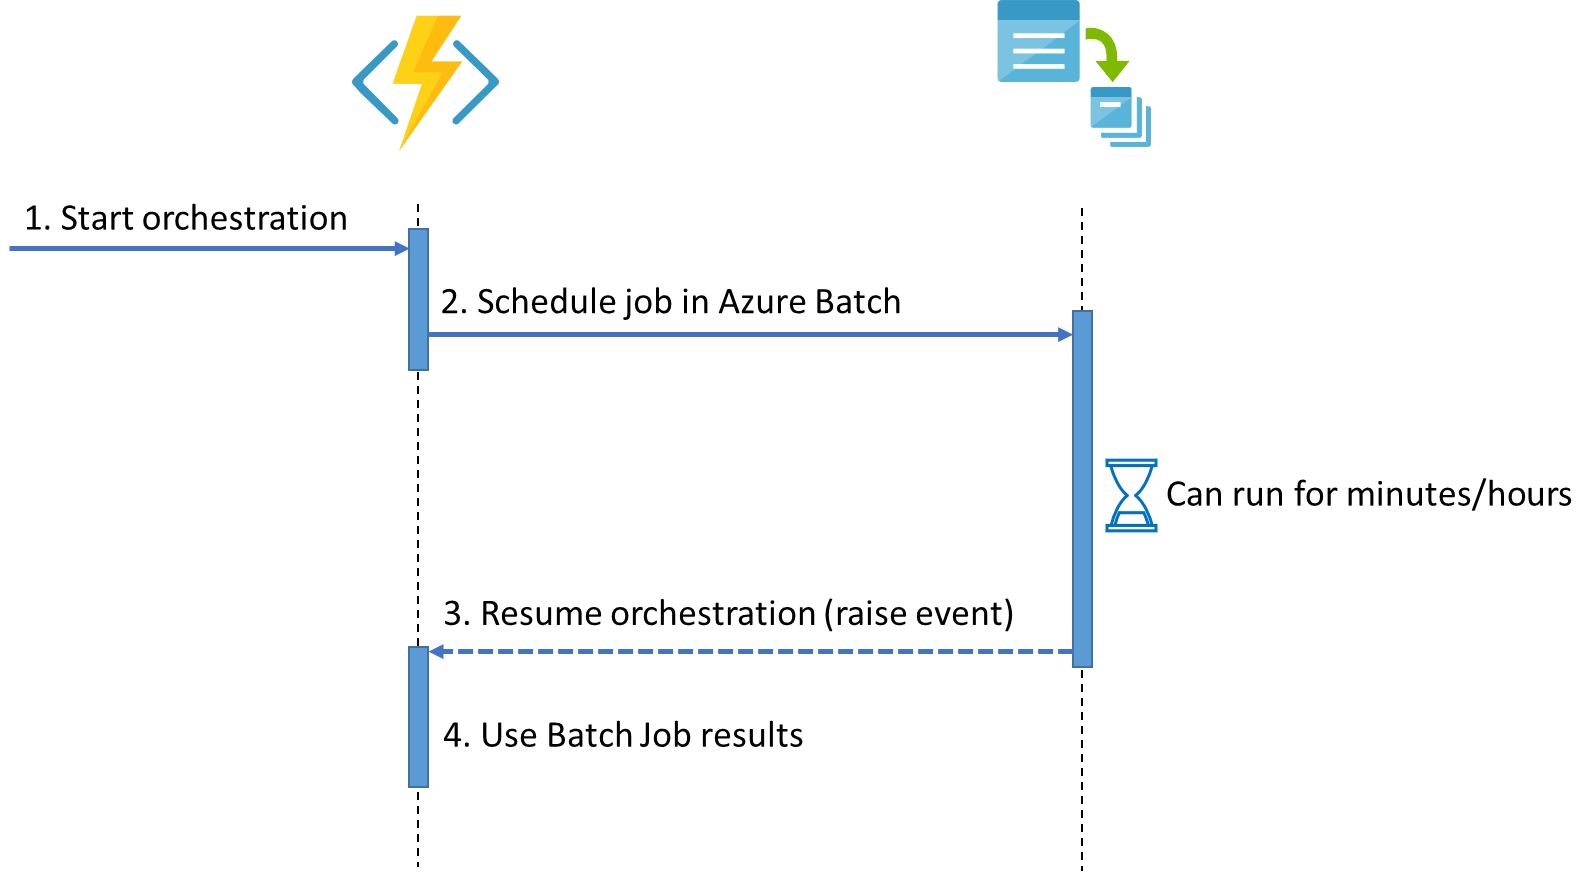 1. Start orchestration
2. Schedule job in Azure Batch
Can run for minutes/hours
3. Resume orchestration (raise event)
4. Use Batch Job results